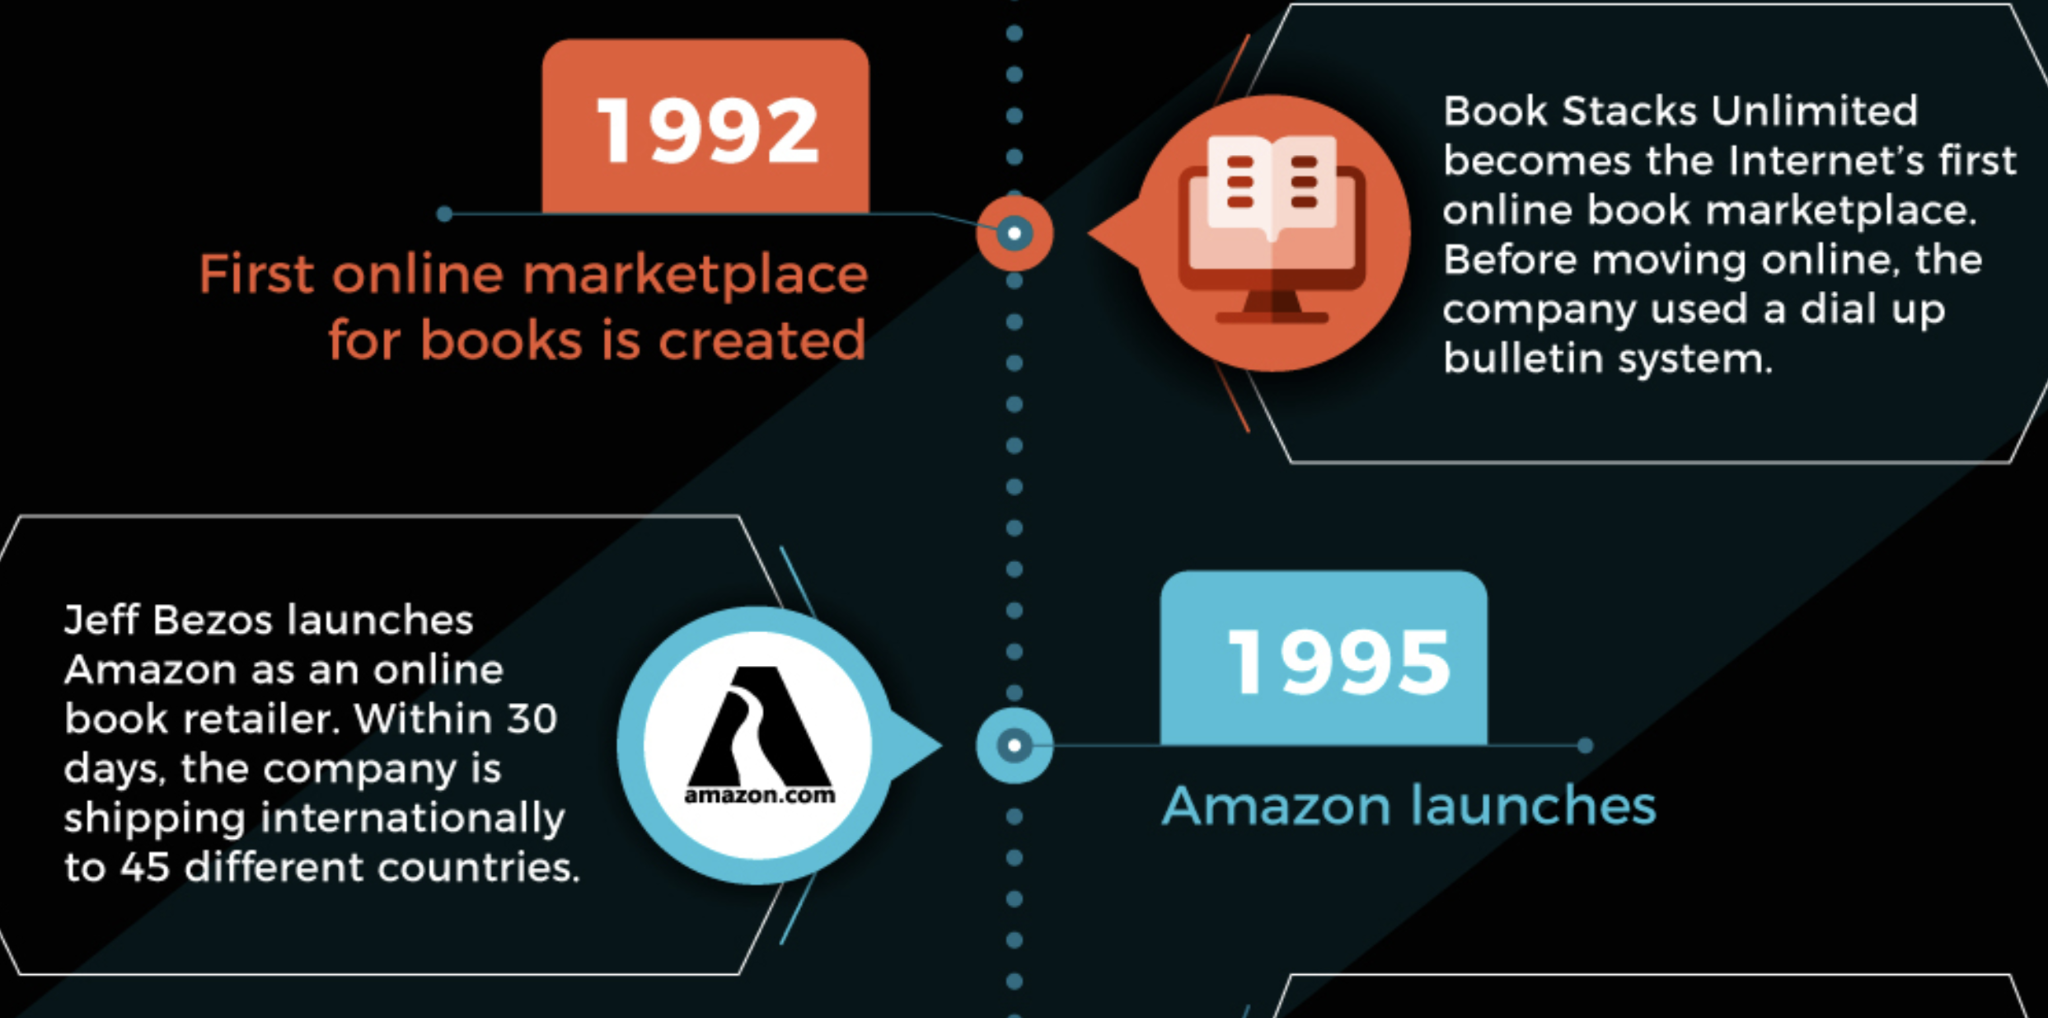 1992
First online marketplace
for books is created
Book Stacks Unlimited
becomes the Internet’s first
online book marketplace.
Before moving online, the
company used a dial up
bulletin system.
Jeff Bezos launches
Amazon as an online
book retailer. Within 30
days, the company is
shipping internationally
to 45 different countries.
amazon.com
1995
Amazon launches